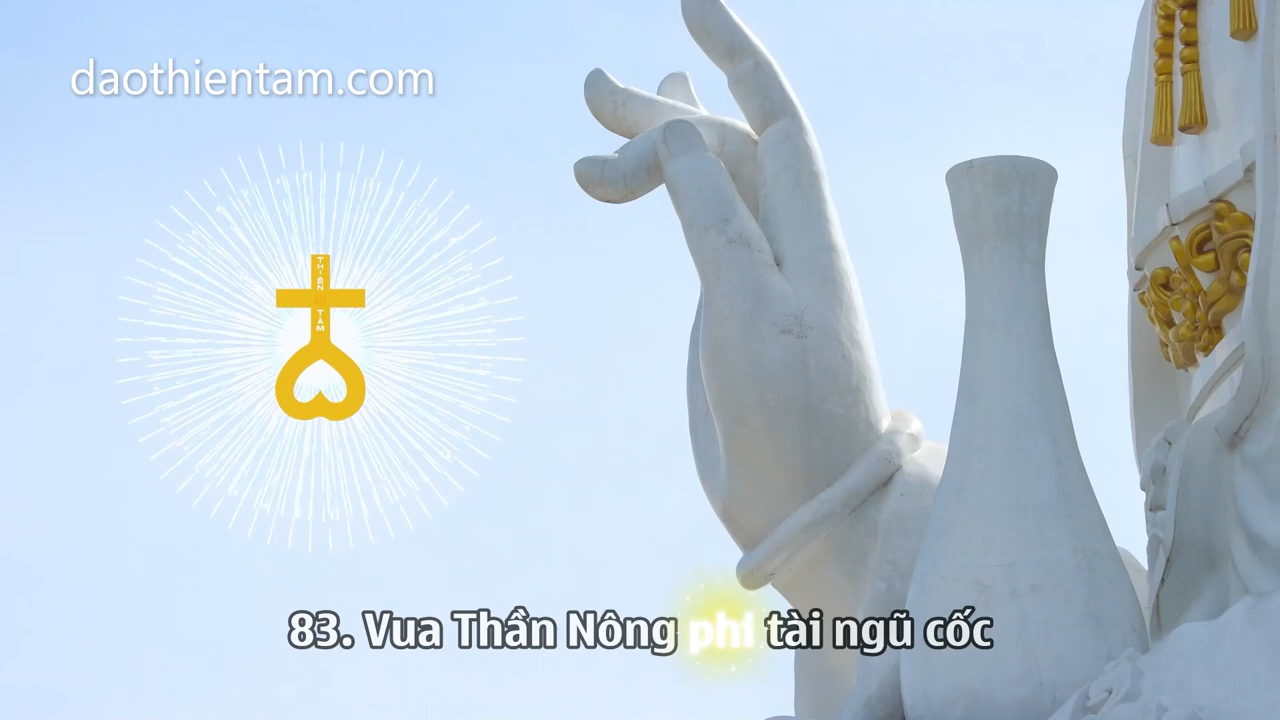 daothientam.com
THIÊN
TÂM
83. Vua Thần Nông phi tài ngũ cốc